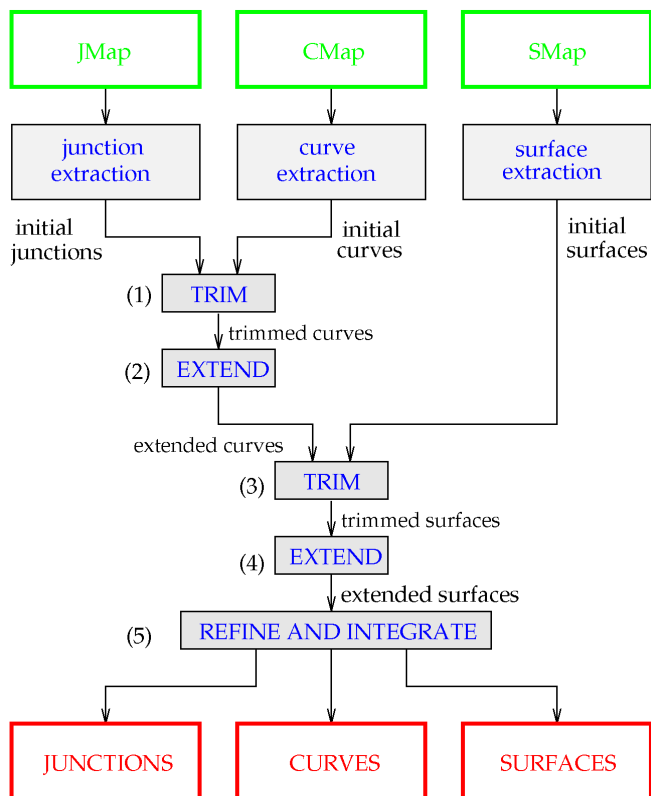 JMap
CMap
SMap
junction
extraction
curve
extraction
surface
extraction
initial
junctions
initial
curves
initial
surfaces
(1)
TRIM
trimmed curves
(2)
EXTEND
extended curves
(3)
TRIM
trimmed surfaces
(4)
EXTEND
extended surfaces
(5)
REFINE AND INTEGRATE
JUNCTIONS
CURVES
SURFACES